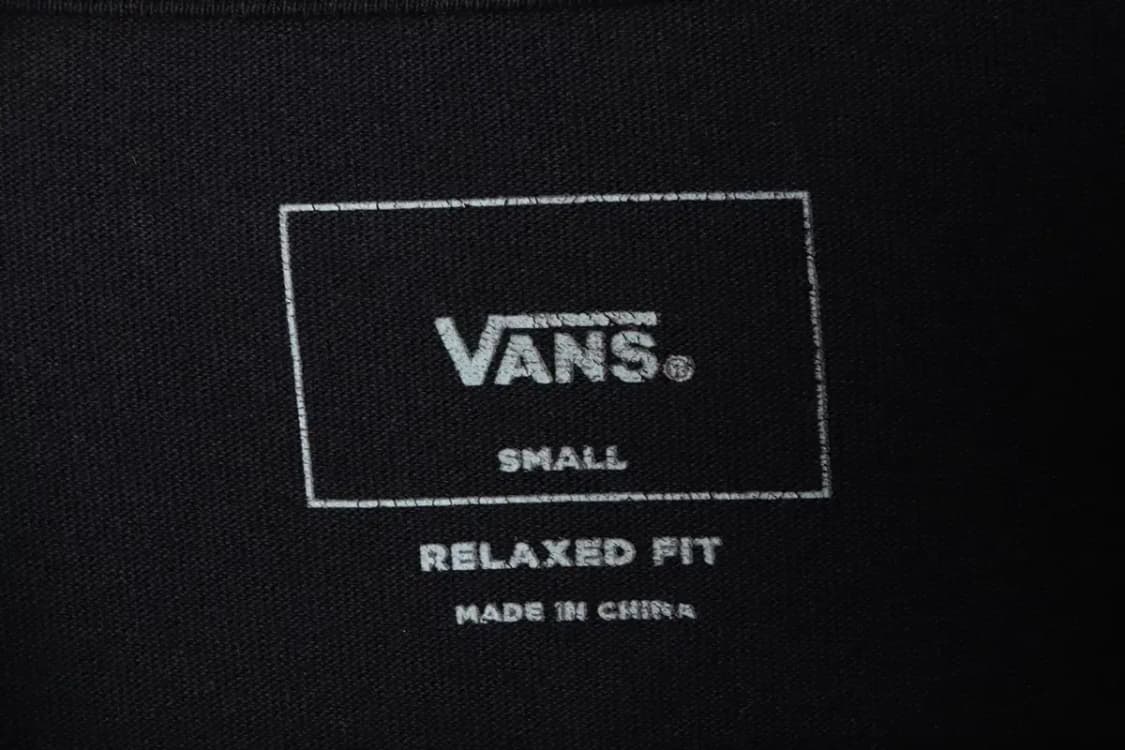 VANS®
SMALL
RELAXED FIT
MADE IN CHINA